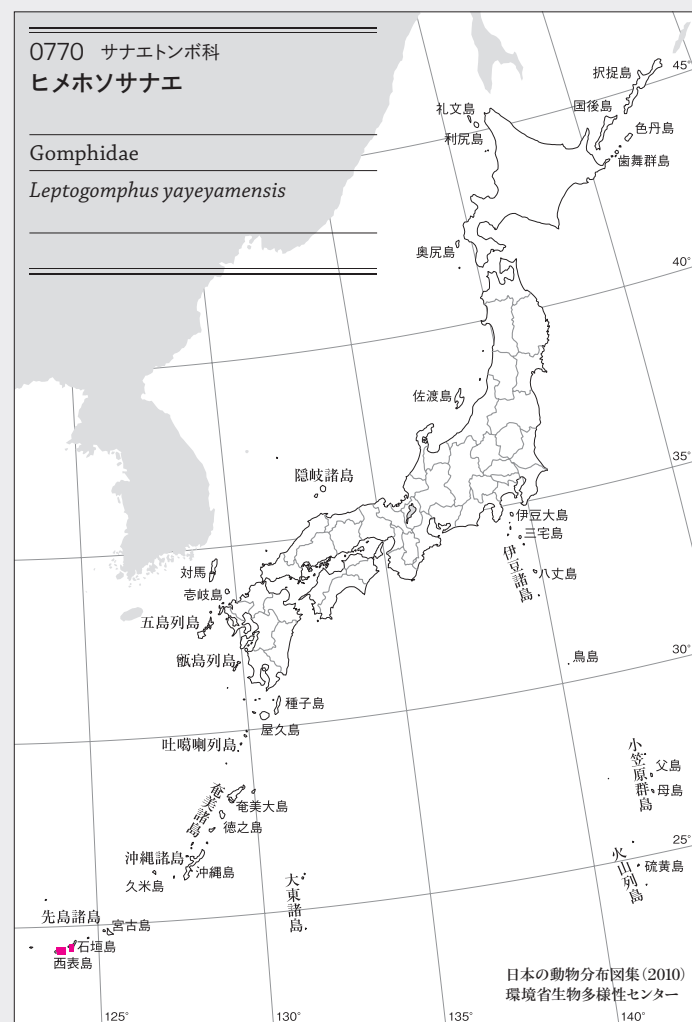 0770 サナエトンボ科
ヒメホソサナエ
Gomphidae
Leptogomphus yayeyamensis
45°
択捉島
国後島
色丹島
歯舞群島
礼文島
利尻島
奥尻島
40°
佐渡島
35°
隠岐諸島
伊豆大島
三宅島
伊豆諸島
八丈島
対馬
壱岐島
五島列島
甑島列島
鳥島
30°
種子島
屋久島
吐噶喇列島
小笠原群島
父島
母島
奄美諸島
奄美大島
徳之島
沖縄諸島
沖縄島
久米島
25°
火山列島
硫黄島
大東諸島
先島諸島
宮古島
石垣島
西表島
日本の動物分布図集(2010)
環境省生物多様性センター
125°
130°
135°
140°